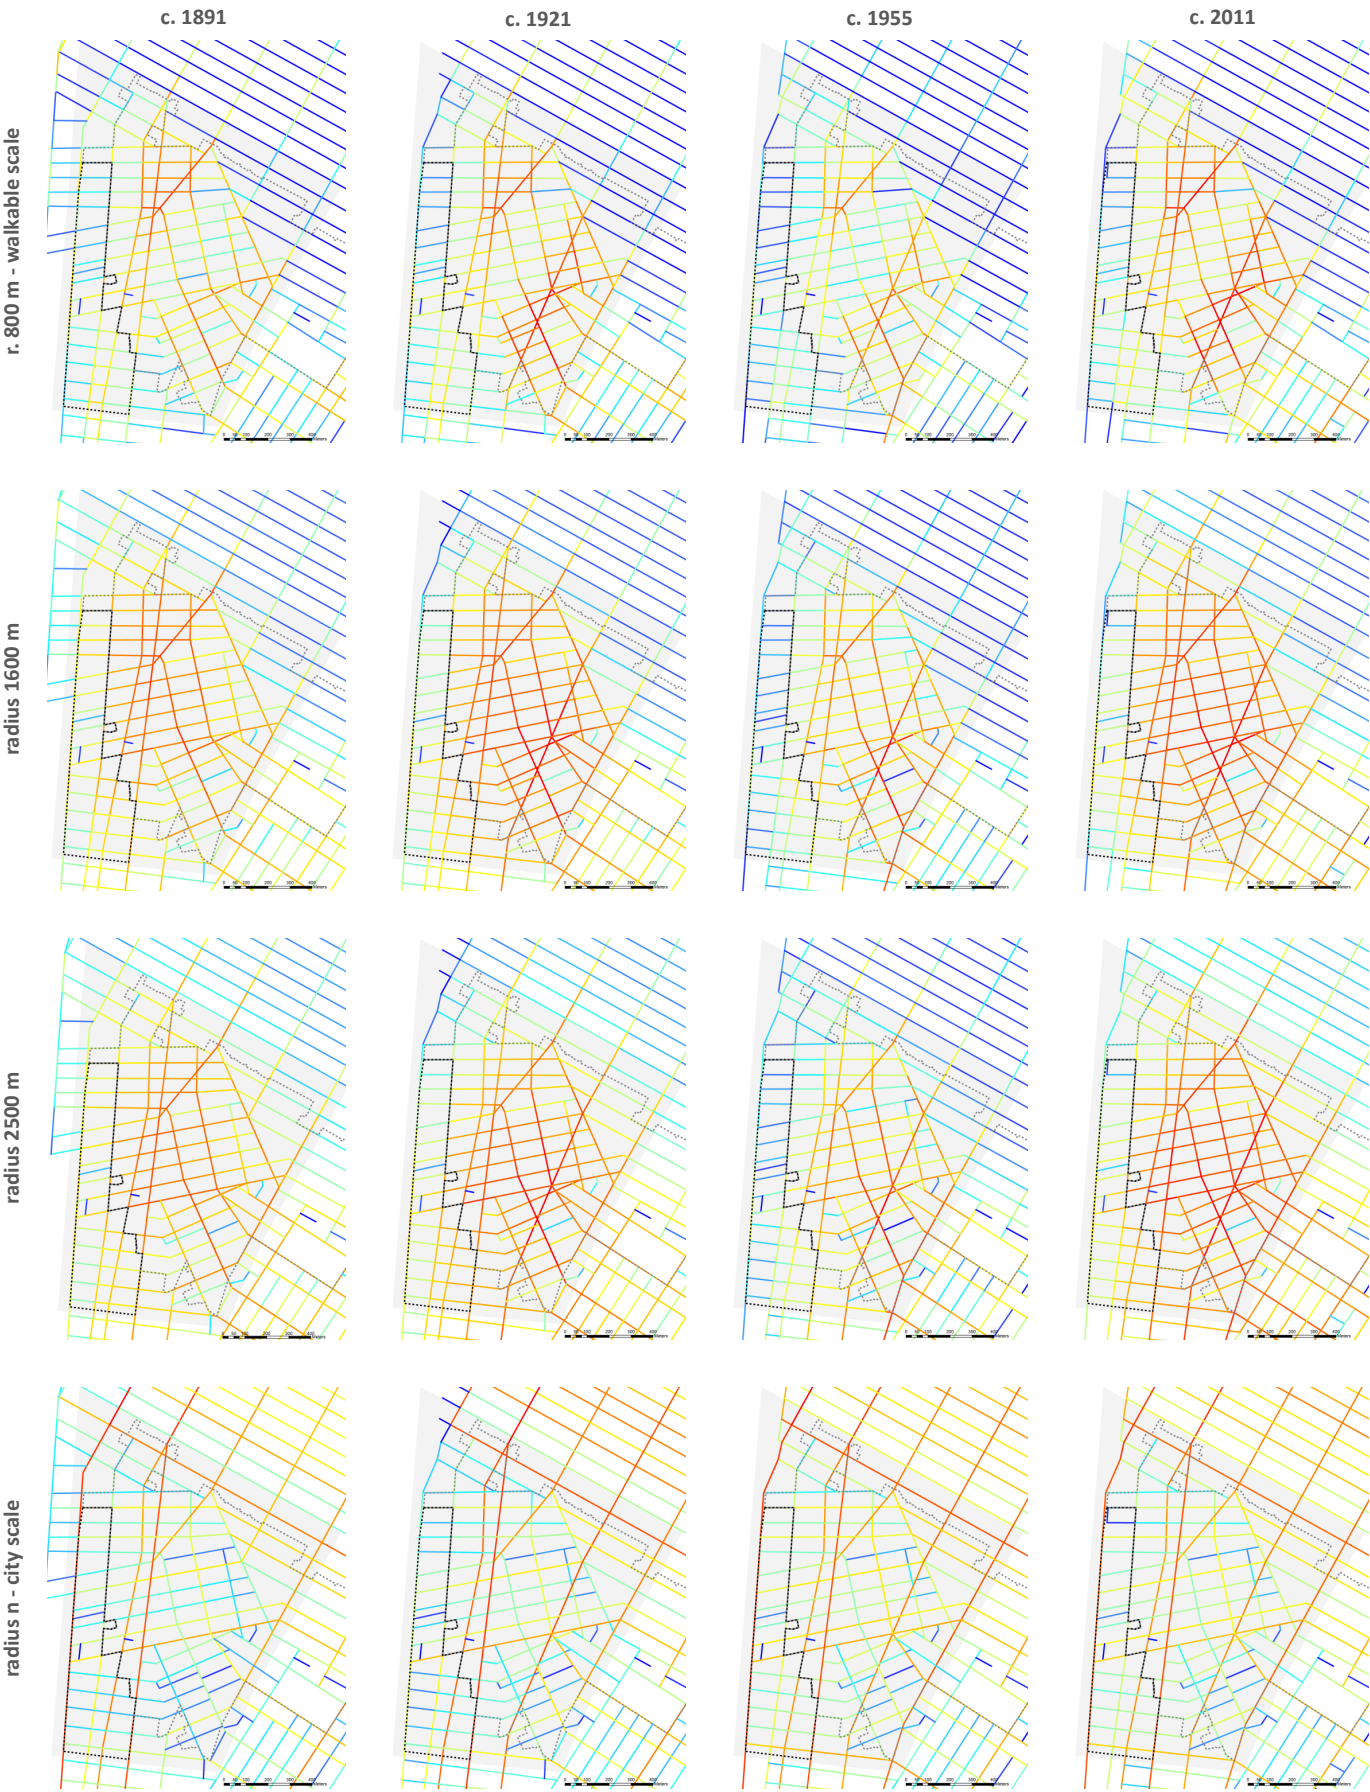 c. 1891 c. 1921 c. 1955 c. 2011
r. 800 m - walkable scale
radius 1600 m
radius 2500 m
radius n - city scale